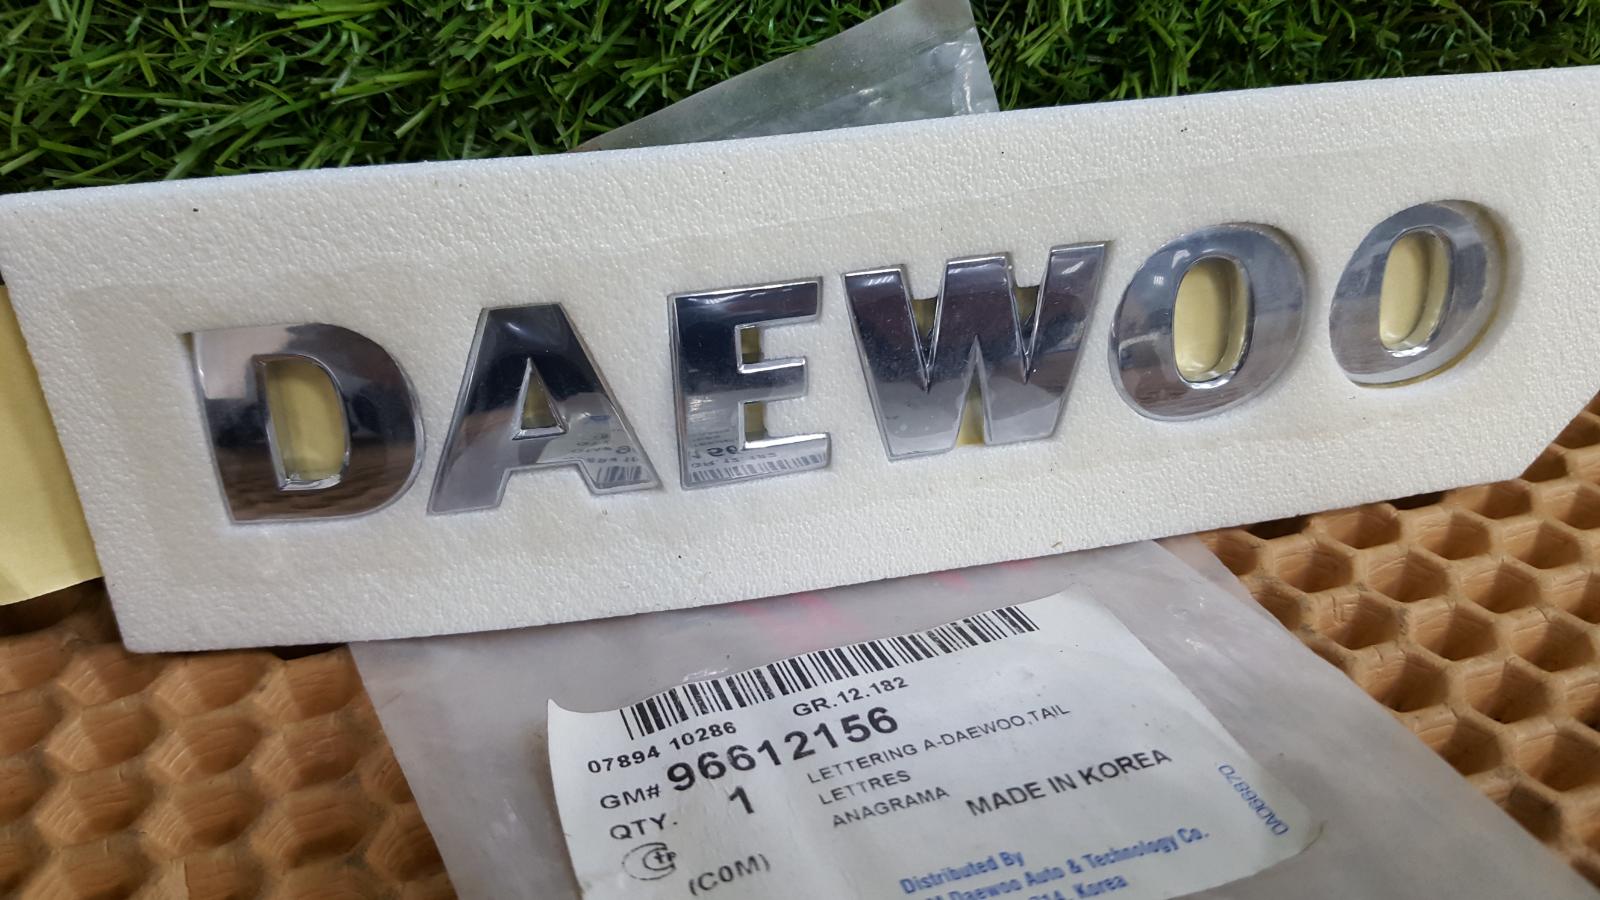 DAEWOO
GR.12.182
07894 10286
GM# 96612156
LETTERING A-DAEWOO,TAIL
QTY. 1
LETTRES
ANAGRAMA
MADE IN KOREA
(COM)
Distributed By
Daewoo Auto & Technology Co.
Korea